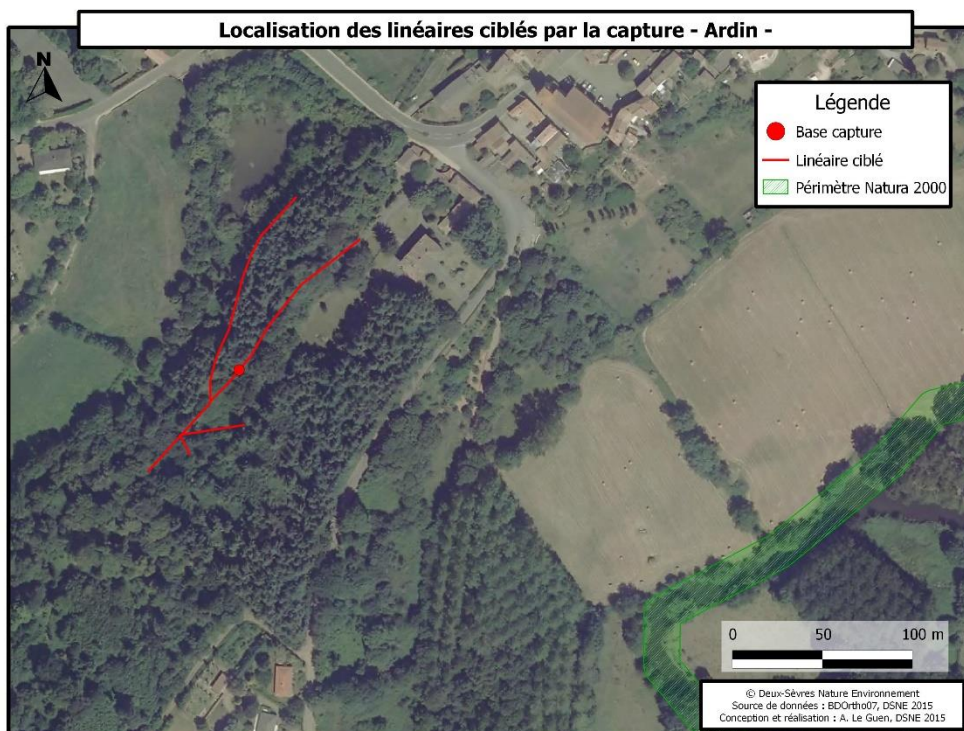 Localisation des linéaires ciblés par la capture - Ardin -
N
Légende
Base capture
Linéaire ciblé
Périmètre Natura 2000
0 50 100 m
© Deux-Sèvres Nature Environnement
Source de données : BDOrtho07, DSNE 2015
Conception et réalisation : A. Le Guen, DSNE 2015